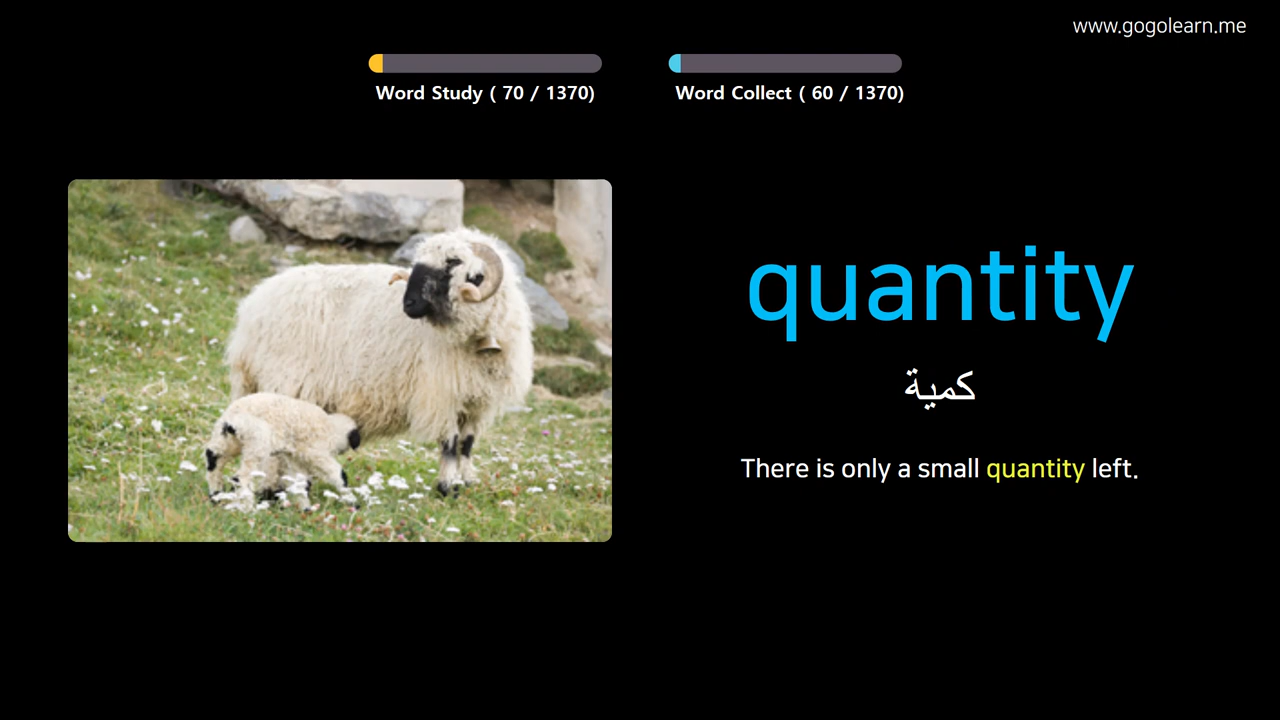 www.gogolearn.me
Word Study ( 70 / 1370)
Word Collect ( 60 / 1370)
quantity
كمية
There is only a small quantity left.